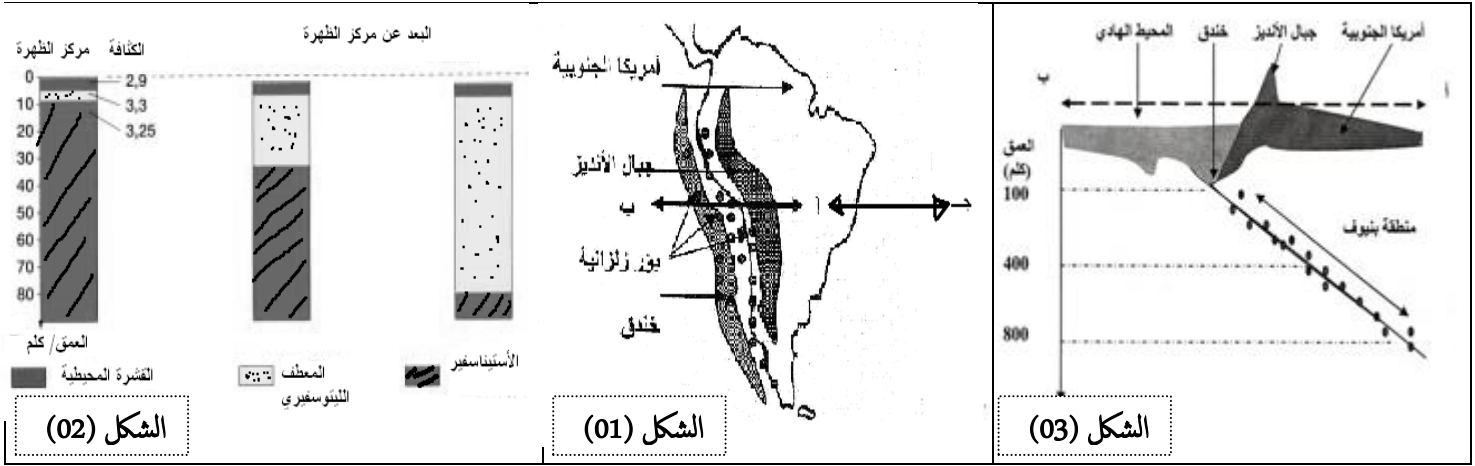 البعد عن مركز الظهرة
مركز الظهرة
الكثافة
0
10
20
30
40
50
60
70
80
2,9
3,3
3,25
العمق/ كلم
القشرة المحيطية
المعطف
الليتوسفيري
الأستيناسفير
الشكل (02)
أمريكا الجنوبية
جبال الأنديز
ب
أ
بؤر زلزالية
خندق
الشكل (01)
أمريكا الجنوبية
جبال الأنديز
خندق
المحيط الهادي
ب
أ
العمق
(كلم)
100
400
800
منطقة بنيوف
الشكل (03)